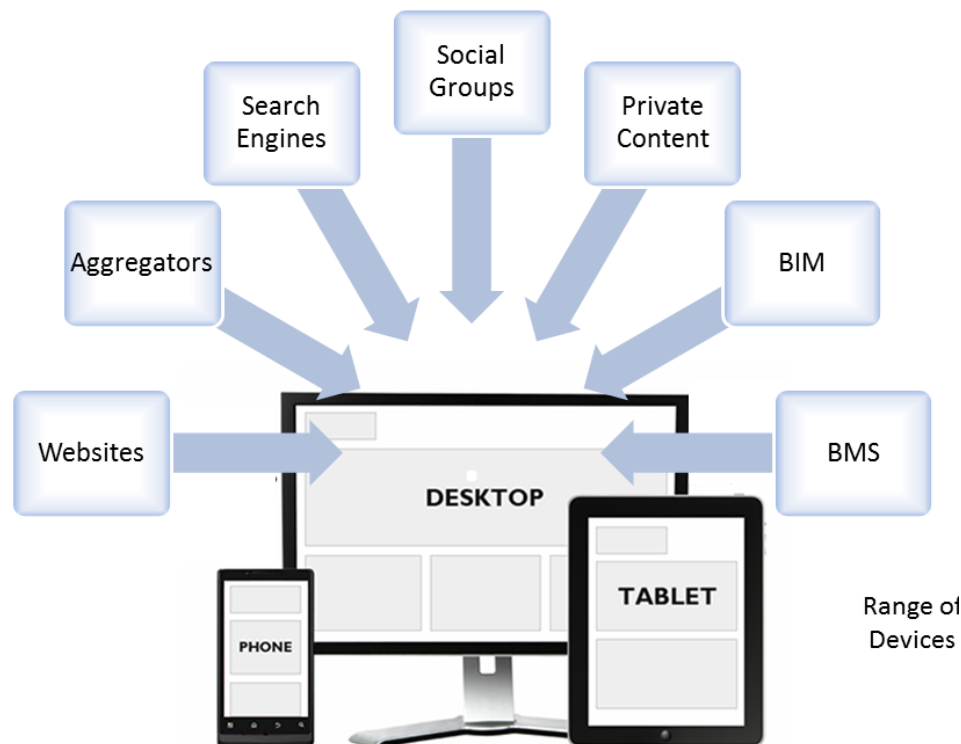 Social
Groups
Search
Engines
Private
Content
Aggregators
BIM
Websites
BMS
DESKTOP
TABLET
PHONE
Range of
Devices